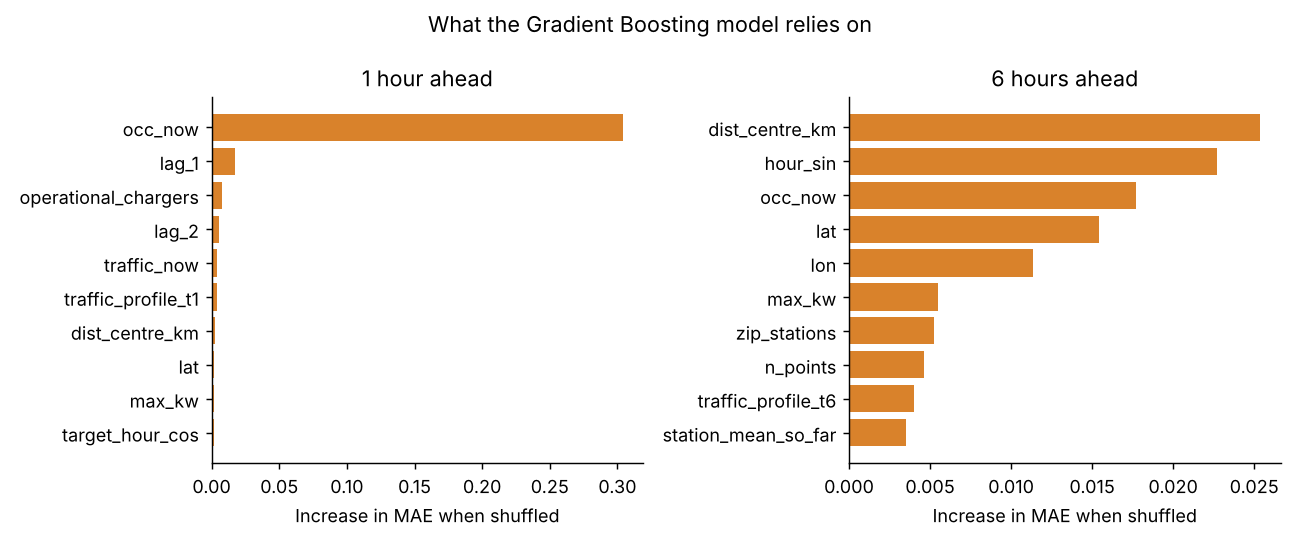 What the Gradient Boosting model relies on
1 hour ahead
occ_now
lag_1
operational_chargers
lag_2
traffic_now
traffic_profile_t1
dist_centre_km
lat
max_kw
target_hour_cos
0.00 0.05 0.10 0.15 0.20 0.25 0.30
Increase in MAE when shuffled
6 hours ahead
dist_centre_km
hour_sin
occ_now
lat
lon
max_kw
zip_stations
n_points
traffic_profile_t6
station_mean_so_far
0.000 0.005 0.010 0.015 0.020 0.025
Increase in MAE when shuffled